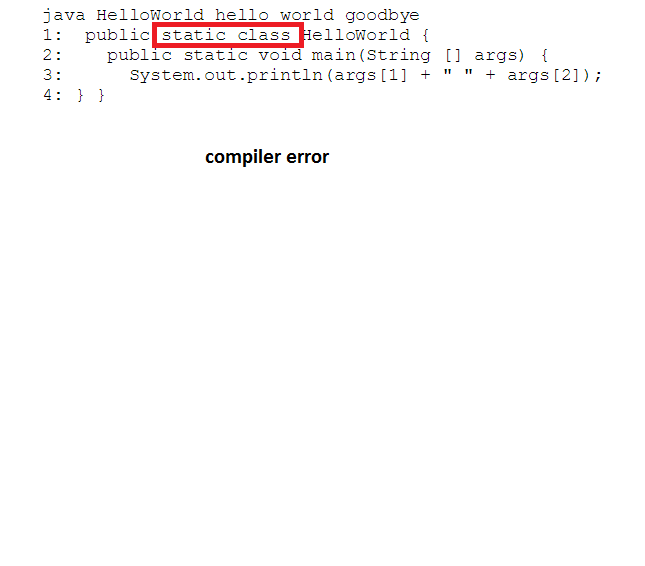 java HelloWorld hello world goodbye
1:  public static class HelloWorld {
2:    public static void main(String [] args) {
3:      System.out.println(args[1] + " " + args[2]);
4: } }
compiler error